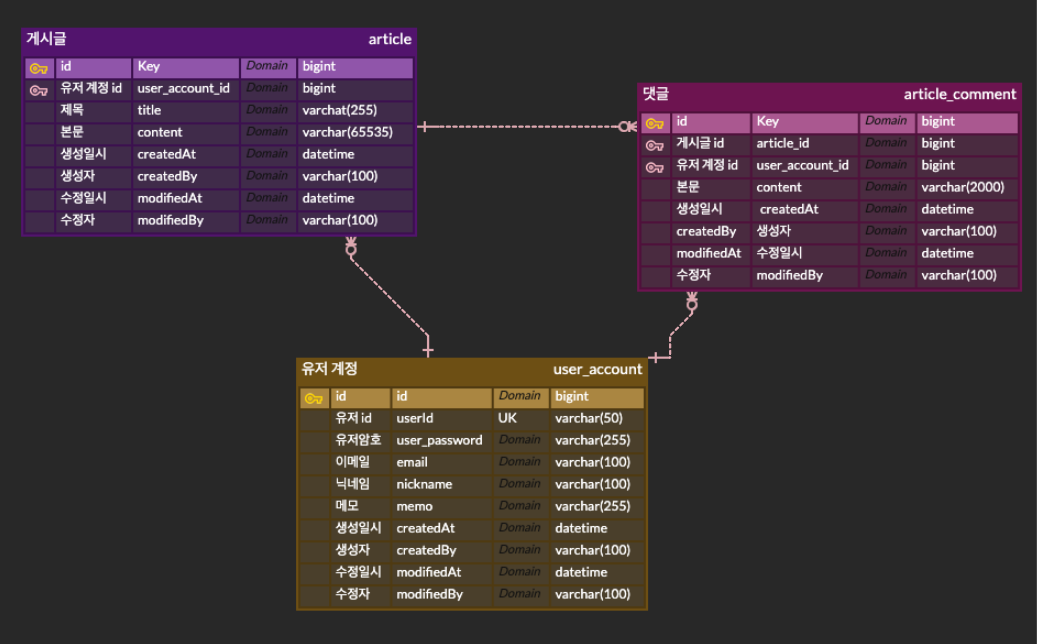 게시글 article
id Key Domain bigint
유저 계정 id user_account_id Domain bigint
제목 title Domain varchat(255)
본문 content Domain varchar(65535)
생성일시 createdAt Domain datetime
생성자 createdBy Domain varchar(100)
수정일시 modifiedAt Domain datetime
수정자 modifiedBy Domain varchar(100)
댓글 article_comment
id Key Domain bigint
게시글 id article_id Domain bigint
유저 계정 id user_account_id Domain bigint
본문 content Domain varchar(2000)
생성일시 createdAt Domain datetime
createdBy 생성자 Domain varchar(100)
modifiedAt 수정일시 Domain datetime
수정자 modifiedBy Domain varchar(100)
유저 계정 user_account
id id Domain bigint
유저 id userId UK varchar(50)
유저암호 user_password Domain varchar(255)
이메일 email Domain varchar(100)
닉네임 nickname Domain varchar(100)
메모 memo Domain varchar(255)
생성일시 createdAt Domain datetime
생성자 createdBy Domain varchar(100)
수정일시 modifiedAt Domain datetime
수정자 modifiedBy Domain varchar(100)